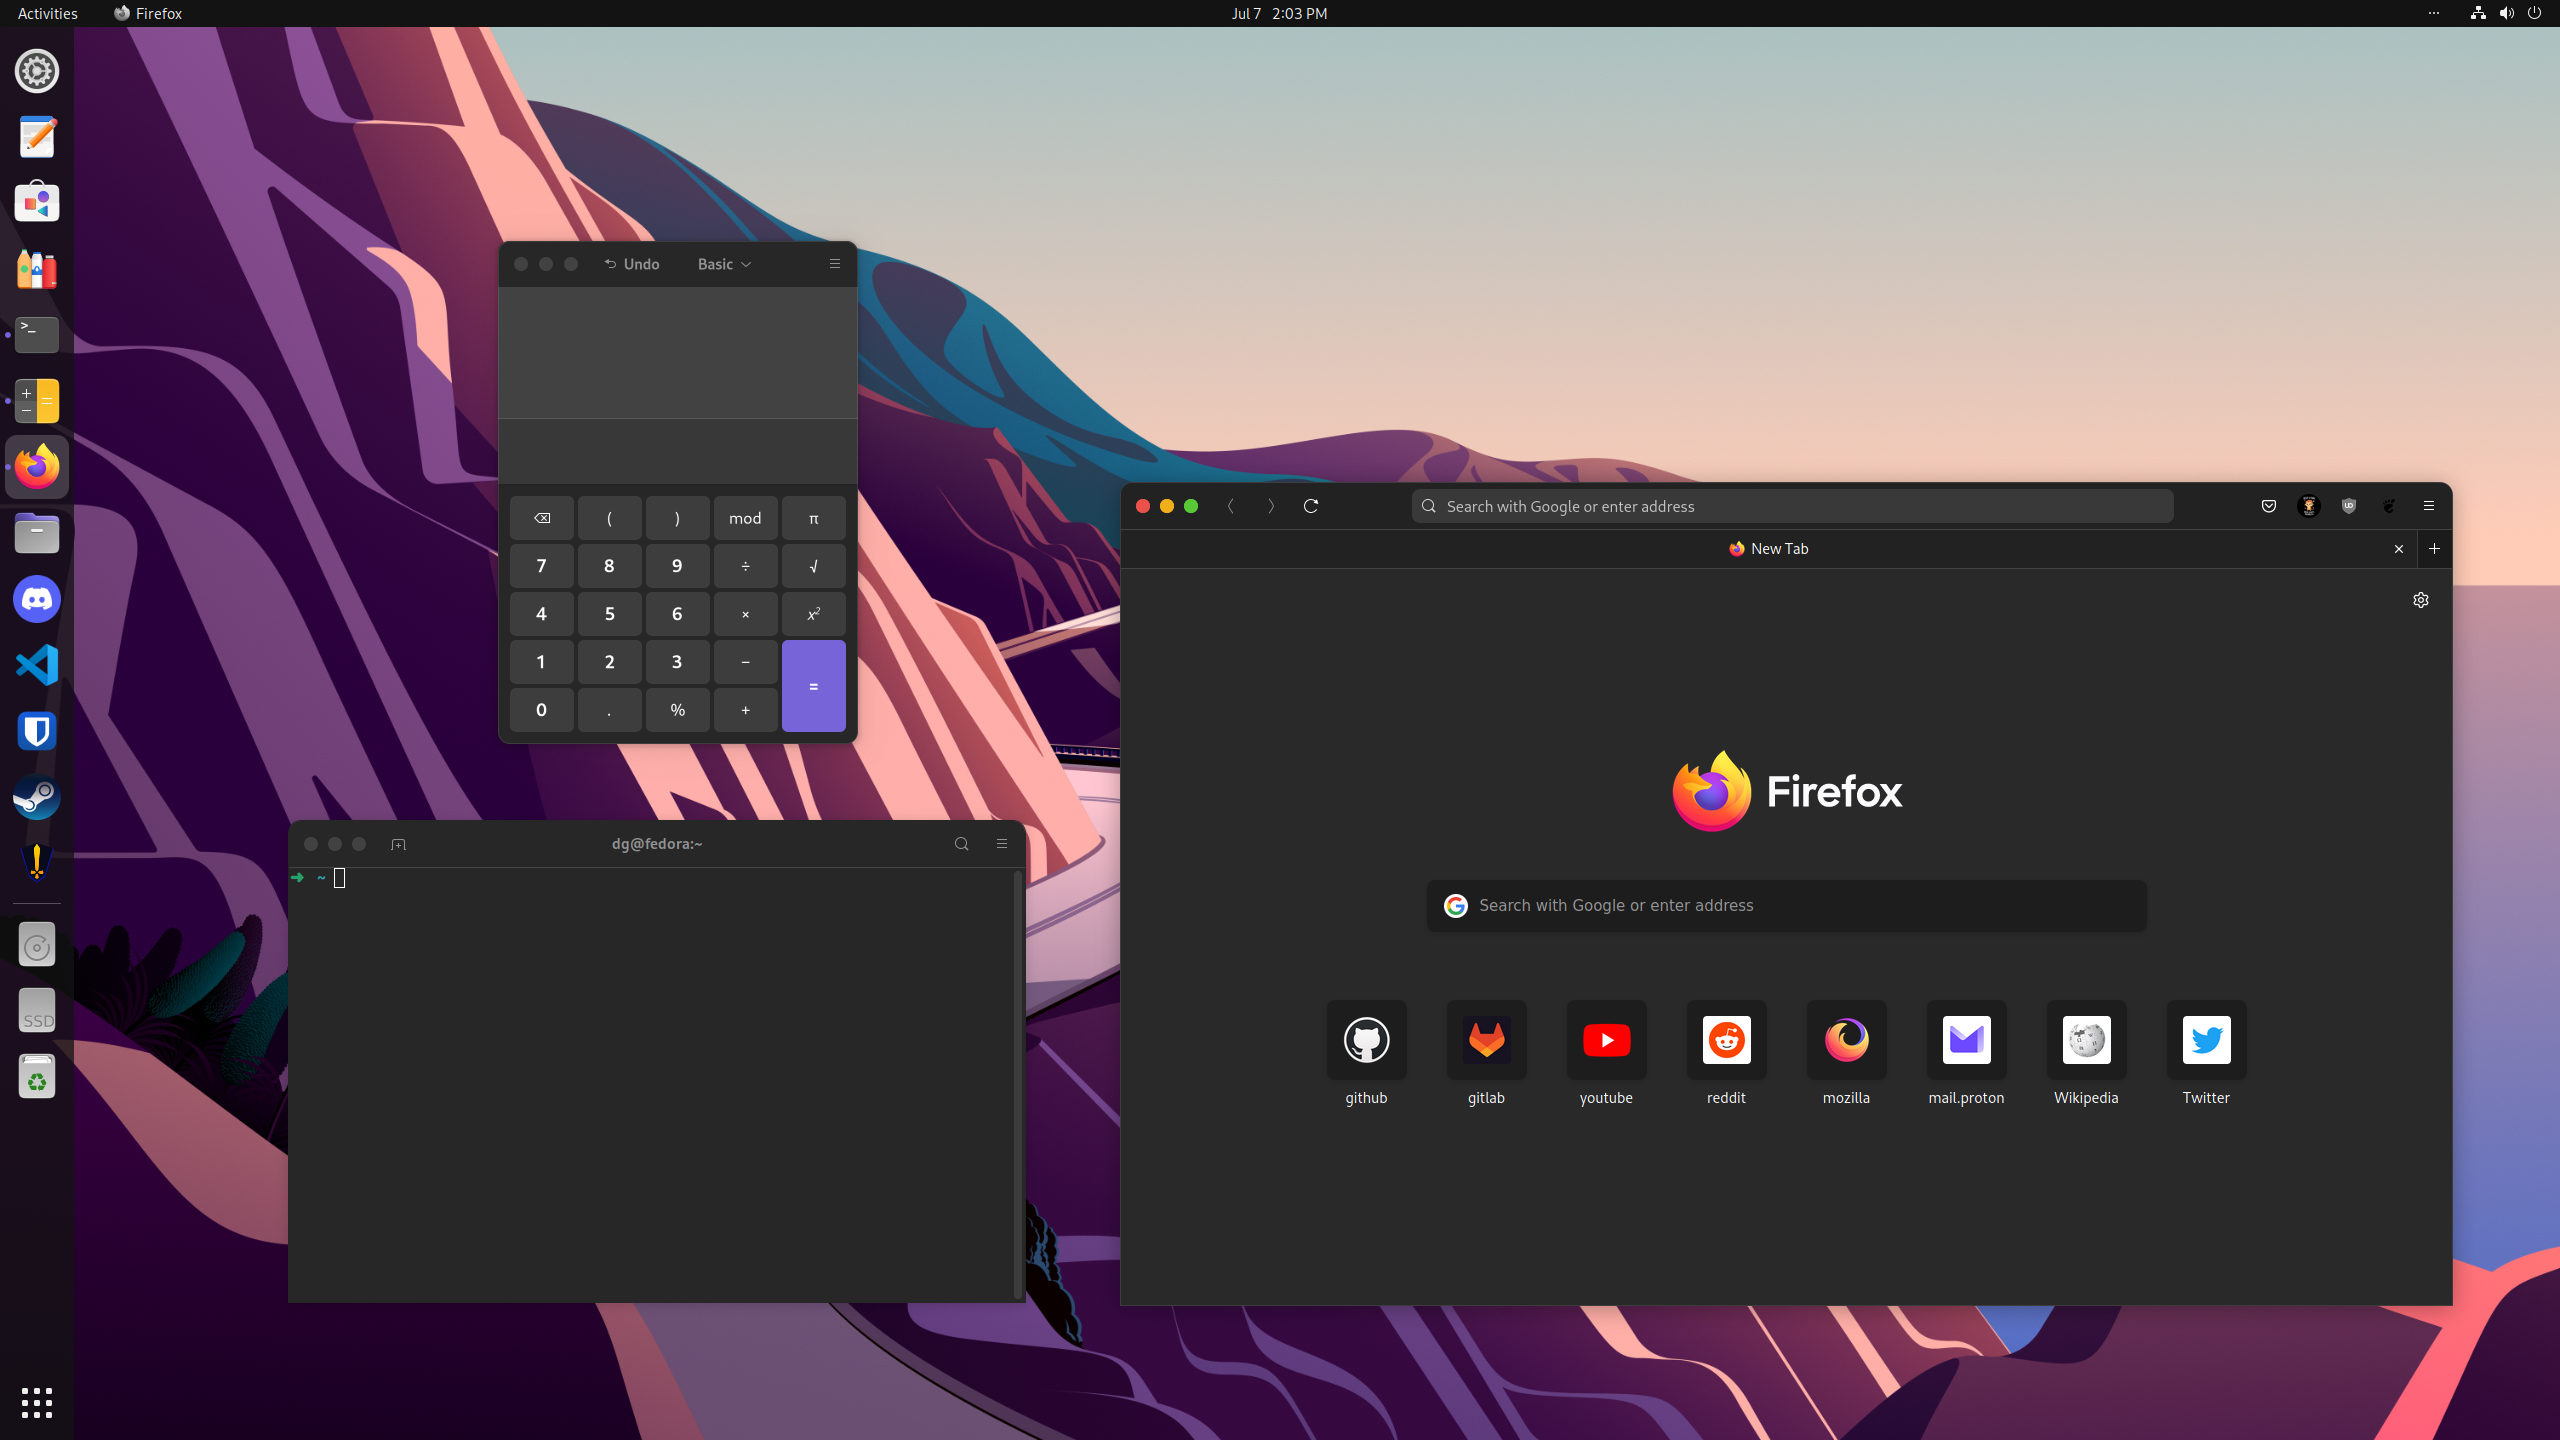 Activities Firefox Jul 7 2:03 PM
>_
SSD
Undo Basic
( ) mod π
7 8 9 ÷ √
4 5 6 × x²
1 2 3 −
=
0 . % +
dg@fedora:~
➜ ~
Search with Google or enter address
New Tab
Firefox
Search with Google or enter address
github gitlab youtube reddit mozilla mail.proton Wikipedia Twitter